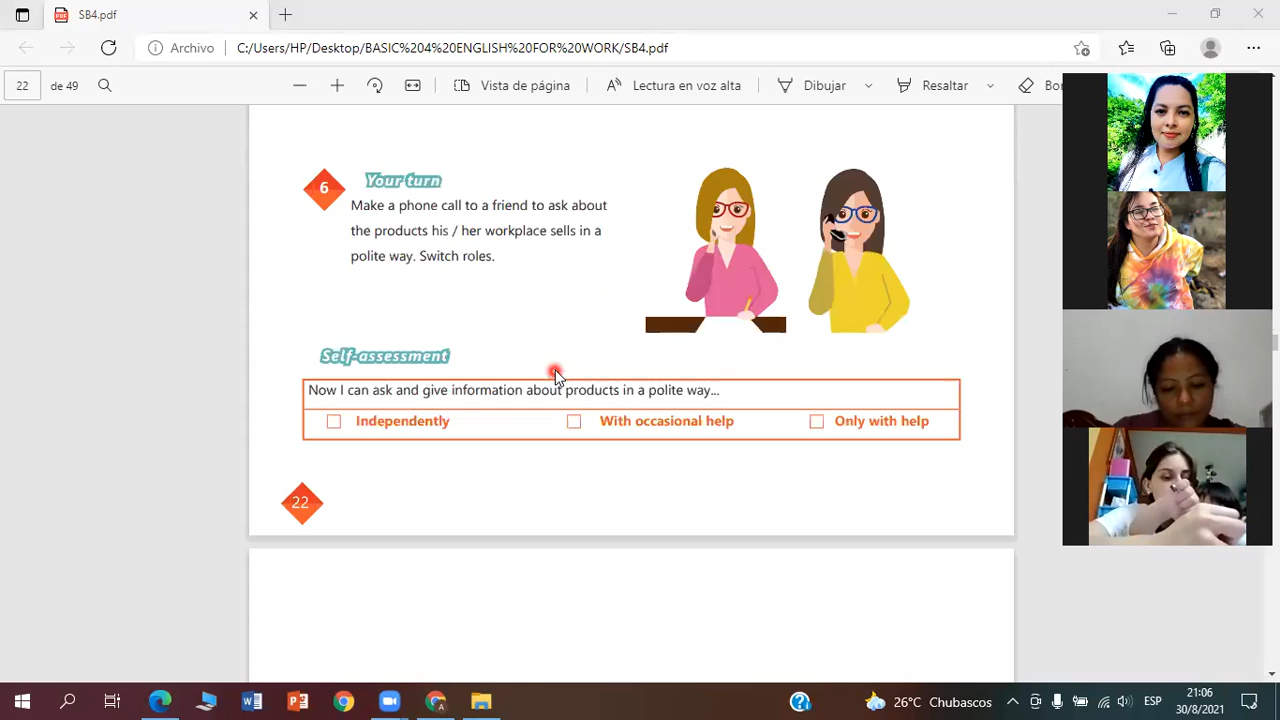 SB4.pdf
Archivo
C:/Users/HP/Desktop/BASIC%204%20ENGLISH%20FOR%20WORK/SB4.pdf
22 de 49
Vista de página
Lectura en voz alta
Dibujar
Resaltar
6
Your turn
Make a phone call to a friend to ask about
the products his / her workplace sells in a
polite way. Switch roles.
Self-assessment
Now I can ask and give information about products in a polite way...
Independently
With occasional help
Only with help
22
26°C Chubascos
ESP
21:06
30/8/2021